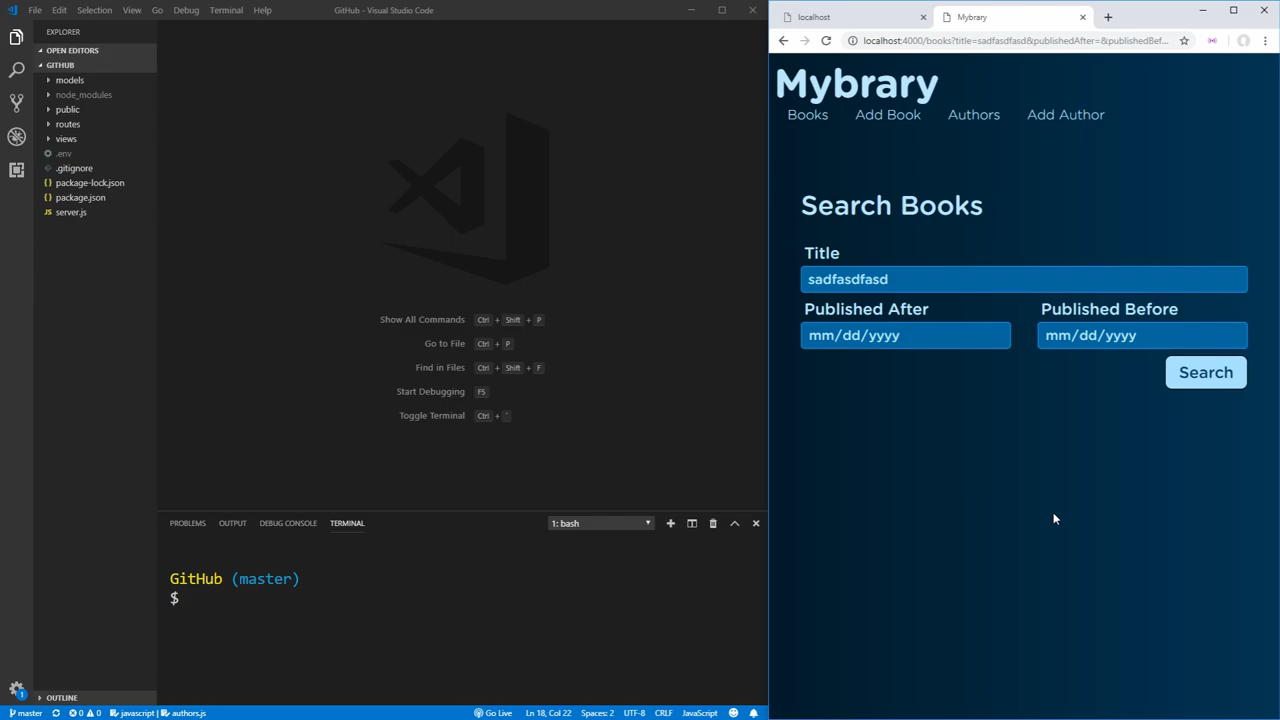 File Edit Selection View Go Debug Terminal Help
GitHub - Visual Studio Code
EXPLORER
OPEN EDITORS
GITHUB
models
node_modules
public
routes
views
.env
.gitignore
package-lock.json
package.json
server.js
OUTLINE
Show All Commands Ctrl + Shift + P
Go to File Ctrl + P
Find in Files Ctrl + Shift + F
Start Debugging F5
Toggle Terminal Ctrl + `
PROBLEMS OUTPUT DEBUG CONSOLE TERMINAL
1: bash
GitHub (master)
$
1
master 0 0 javascript | authors.js Go Live Ln 18, Col 22 Spaces: 2 UTF-8 CRLF JavaScript
localhost
Mybrary
localhost:4000/books?title=sadfasdfasd&publishedAfter=&publishedBef...
Mybrary
Books Add Book Authors Add Author
Search Books
Title
sadfasdfasd
Published After Published Before
mm/dd/yyyy mm/dd/yyyy
Search